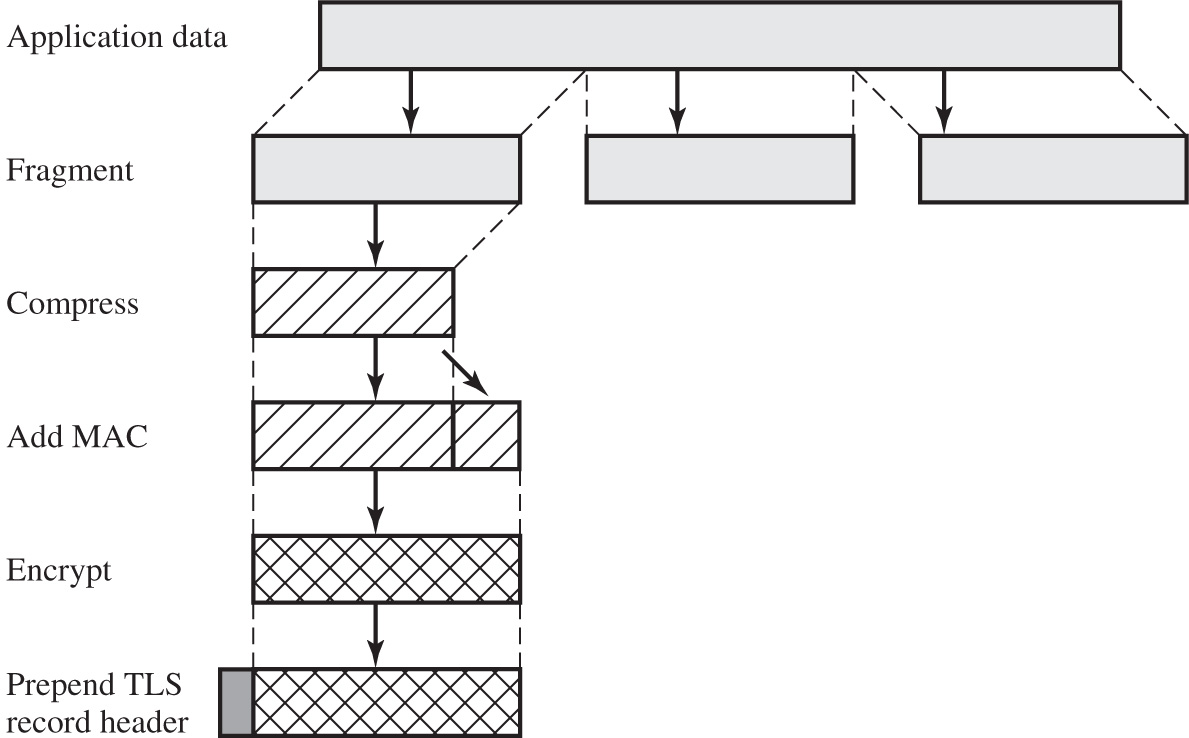 Application data
Fragment
Compress
Add MAC
Encrypt
Prepend TLS
record header